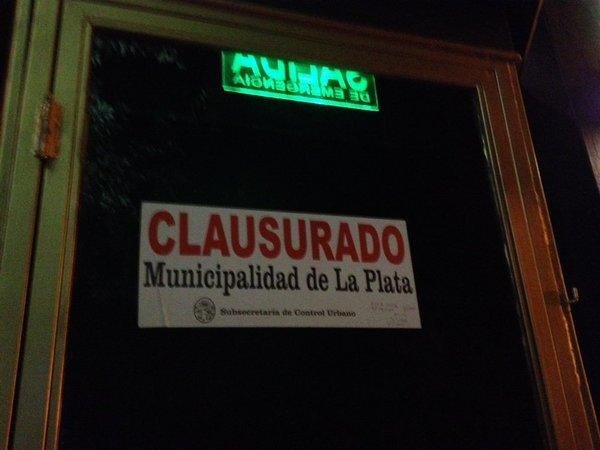 SALIDA
DE EMERGENCIA
CLAUSURADO
Municipalidad de La Plata
Subsecretaría de Control Urbano